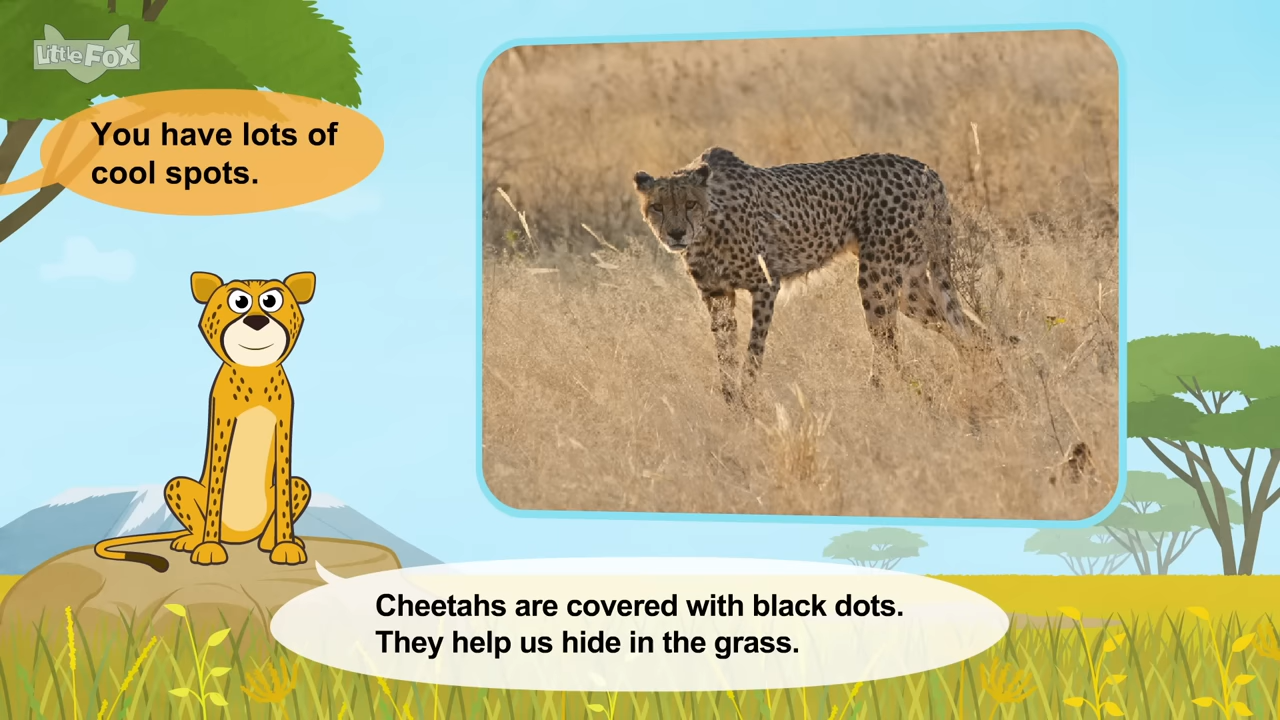 Little Fox
You have lots of
cool spots.
Cheetahs are covered with black dots.
They help us hide in the grass.